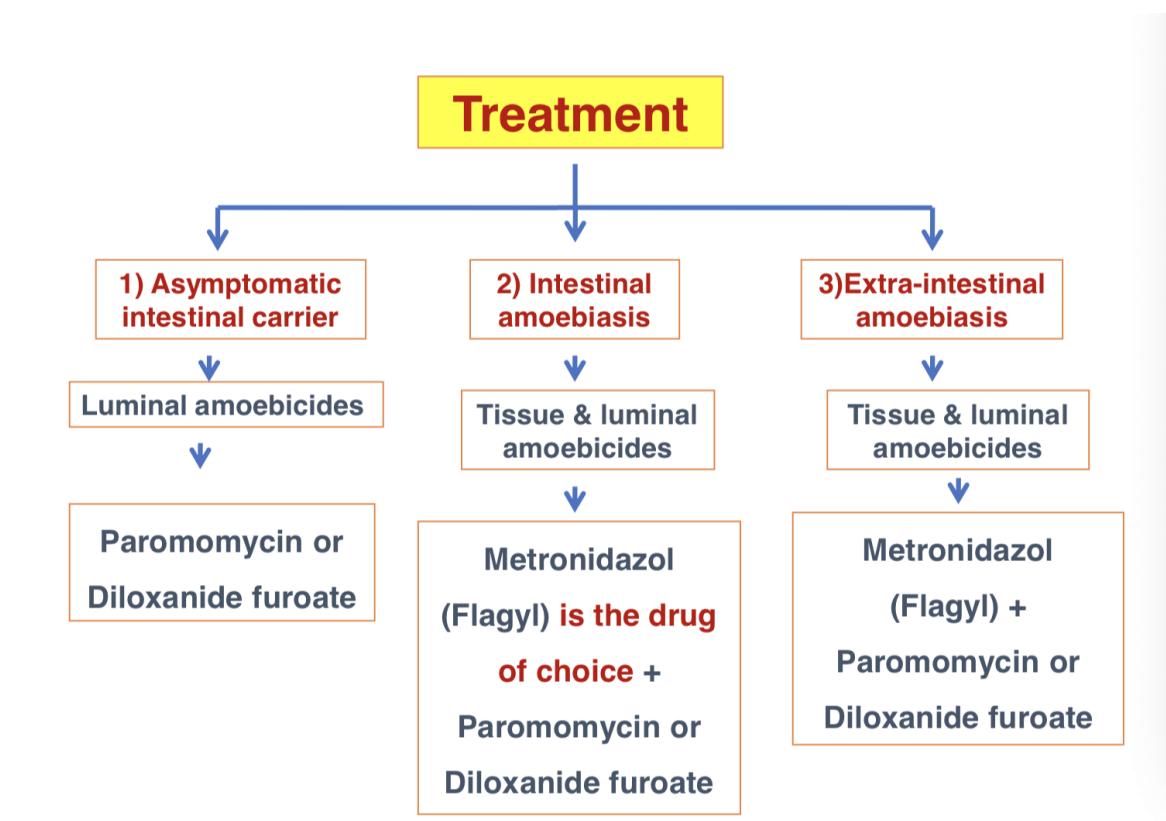 Treatment
1) Asymptomatic
intestinal carrier
Luminal amoebicides
Paromomycin or
Diloxanide furoate
2) Intestinal
amoebiasis
Tissue & luminal
amoebicides
Metronidazol
(Flagyl) is the drug
of choice +
Paromomycin or
Diloxanide furoate
3)Extra-intestinal
amoebiasis
Tissue & luminal
amoebicides
Metronidazol
(Flagyl) +
Paromomycin or
Diloxanide furoate